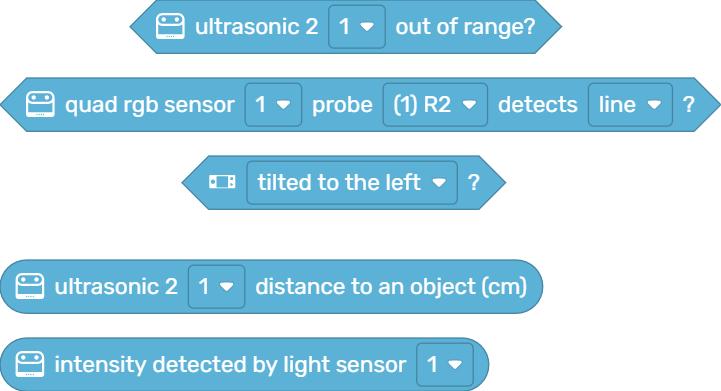 ultrasonic 2 1 out of range?
quad rgb sensor 1 probe (1) R2 detects line ?
tilted to the left ?
ultrasonic 2 1 distance to an object (cm)
intensity detected by light sensor 1